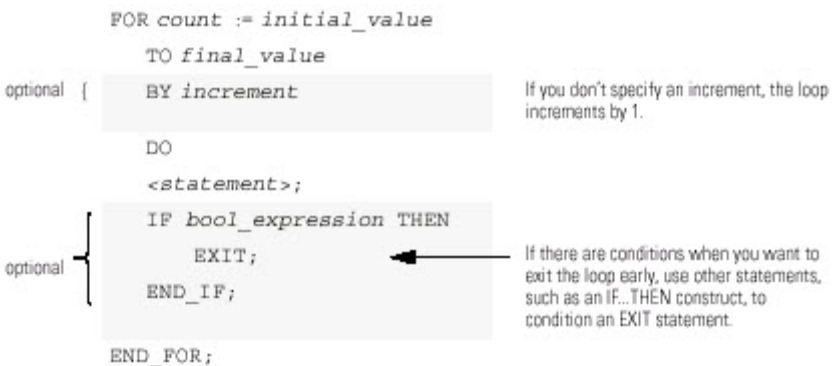 FOR count := initial_value
TO final_value
optional {
BY increment
If you don't specify an increment, the loop
increments by 1.
DO
<statement>;
optional {
IF bool_expression THEN
EXIT;
END_IF;
If there are conditions when you want to
exit the loop early, use other statements,
such as an IF...THEN construct, to
condition an EXIT statement.
END_FOR;